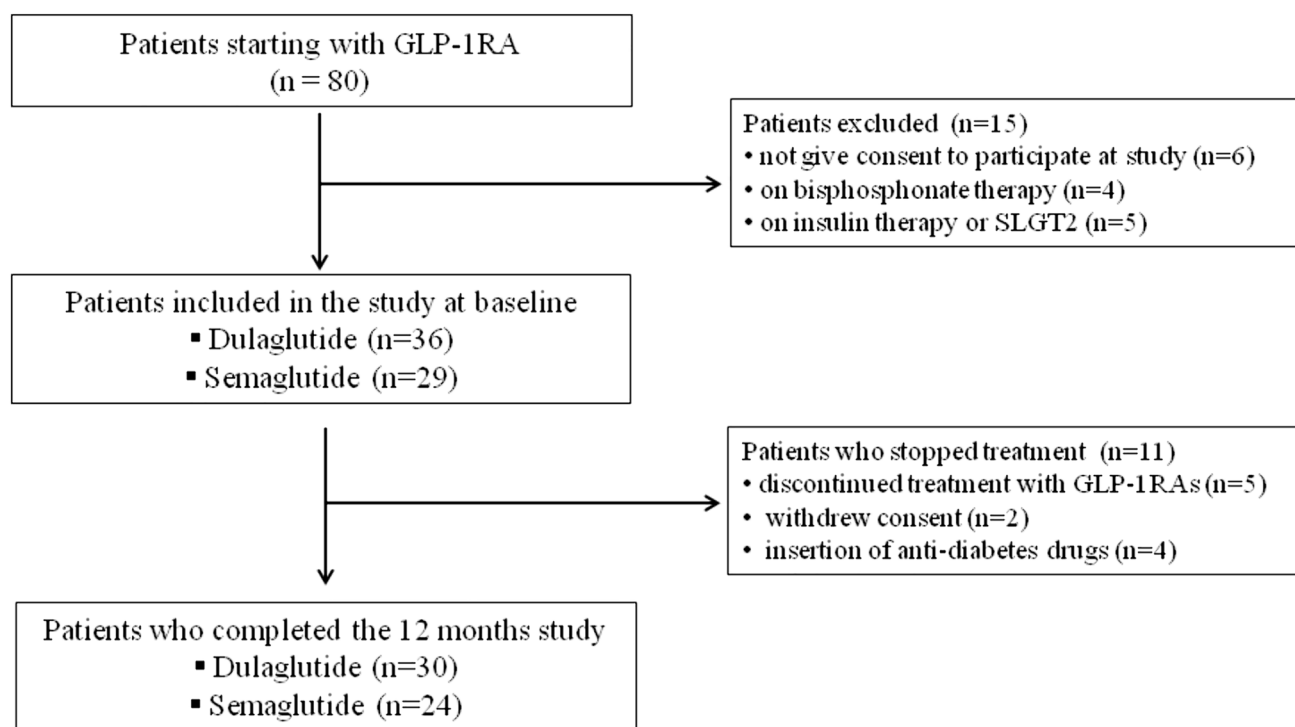 Patients starting with GLP-1RA
(n = 80)
Patients excluded (n=15)
• not give consent to participate at study (n=6)
• on bisphosphonate therapy (n=4)
• on insulin therapy or SLGT2 (n=5)
Patients included in the study at baseline
▪ Dulaglutide (n=36)
▪ Semaglutide (n=29)
Patients who stopped treatment (n=11)
• discontinued treatment with GLP-1RAs (n=5)
• withdrew consent (n=2)
• insertion of anti-diabetes drugs (n=4)
Patients who completed the 12 months study
▪ Dulaglutide (n=30)
▪ Semaglutide (n=24)